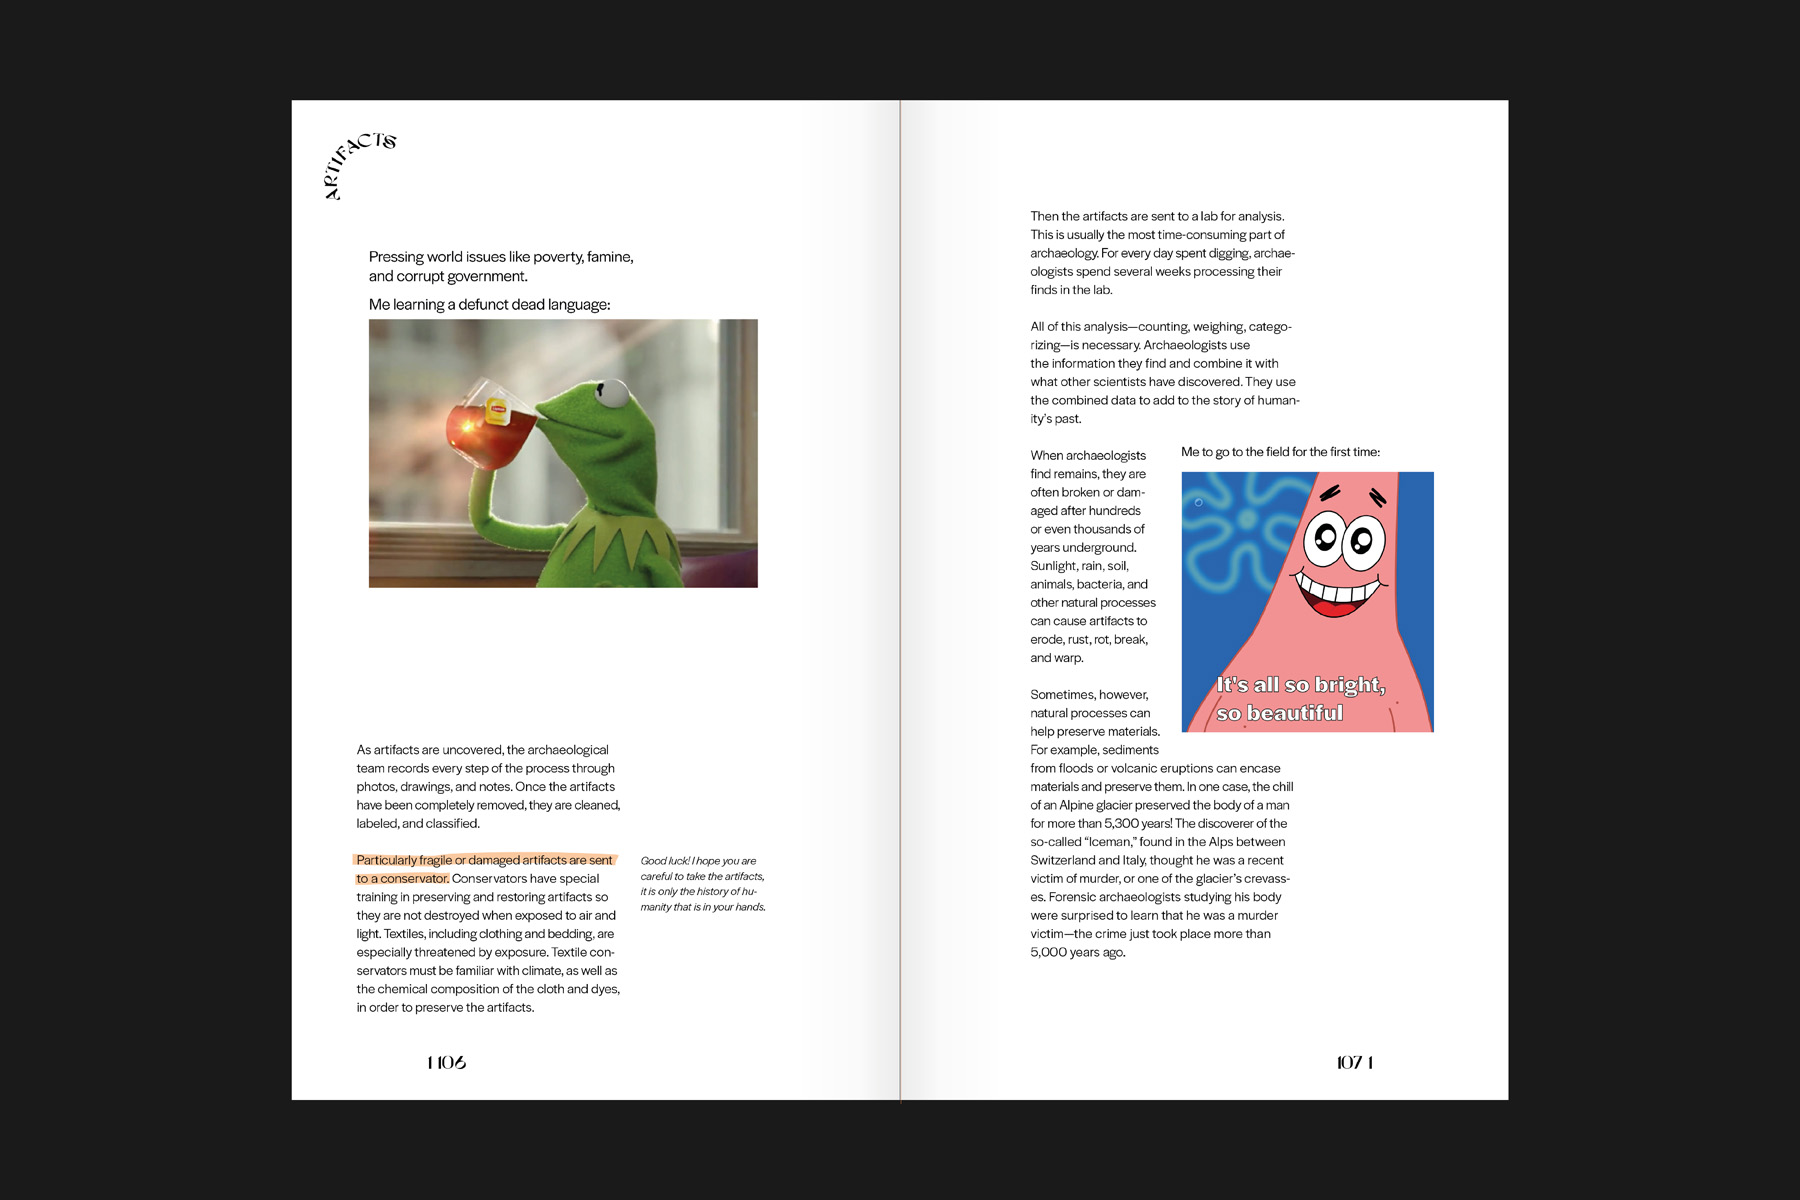 ARTIFACTS
Pressing world issues like poverty, famine,
and corrupt government.
Me learning a defunct dead language:
As artifacts are uncovered, the archaeological
team records every step of the process through
photos, drawings, and notes. Once the artifacts
have been completely removed, they are cleaned,
labeled, and classified.
Particularly fragile or damaged artifacts are sent
to a conservator. Conservators have special
training in preserving and restoring artifacts so
they are not destroyed when exposed to air and
light. Textiles, including clothing and bedding, are
especially threatened by exposure. Textile con-
servators must be familiar with climate, as well as
the chemical composition of the cloth and dyes,
in order to preserve the artifacts.
Good luck! I hope you are
careful to take the artifacts,
it is only the history of hu-
manity that is in your hands.
1 106
Then the artifacts are sent to a lab for analysis.
This is usually the most time-consuming part of
archaeology. For every day spent digging, archae-
ologists spend several weeks processing their
finds in the lab.
All of this analysis—counting, weighing, catego-
rizing—is necessary. Archaeologists use
the information they find and combine it with
what other scientists have discovered. They use
the combined data to add to the story of human-
ity's past.
When archaeologists
find remains, they are
often broken or dam-
aged after hundreds
or even thousands of
years underground.
Sunlight, rain, soil,
animals, bacteria, and
other natural processes
can cause artifacts to
erode, rust, rot, break,
and warp.
Me to go to the field for the first time:
It's all so bright,
so beautiful
Sometimes, however,
natural processes can
help preserve materials.
For example, sediments
from floods or volcanic eruptions can encase
materials and preserve them. In one case, the chill
of an Alpine glacier preserved the body of a man
for more than 5,300 years! The discoverer of the
so-called “Iceman,” found in the Alps between
Switzerland and Italy, thought he was a recent
victim of murder, or one of the glacier's crevass-
es. Forensic archaeologists studying his body
were surprised to learn that he was a murder
victim—the crime just took place more than
5,000 years ago.
107 1